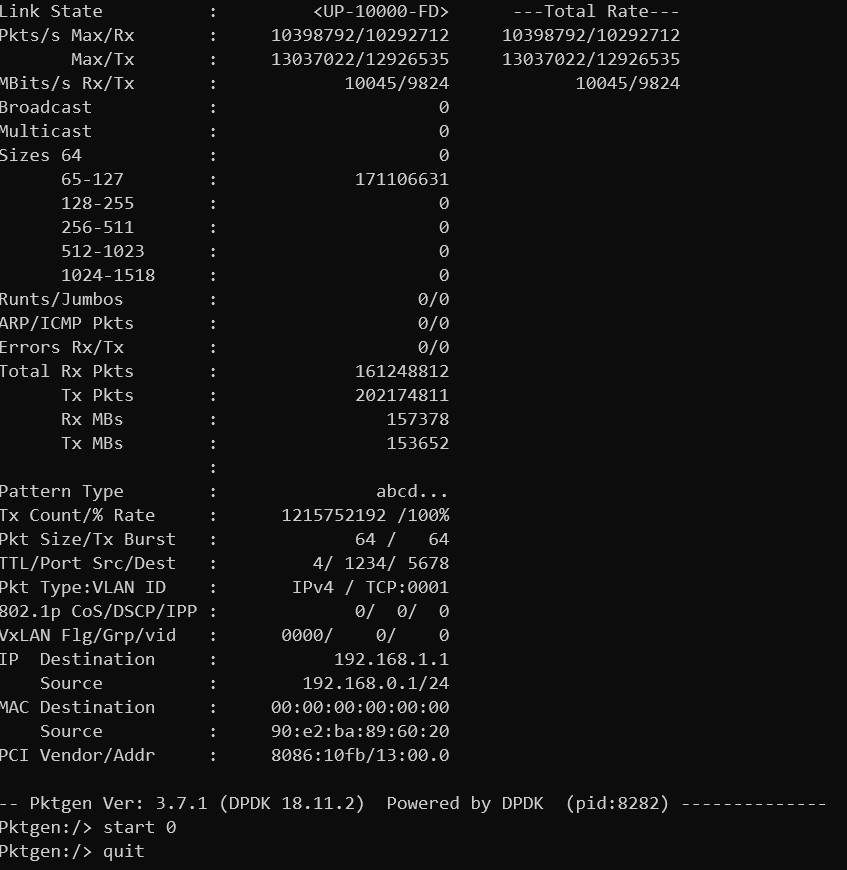 Link State          :         <UP-10000-FD>      ---Total Rate---
Pkts/s Max/Rx       :     10398792/10292712     10398792/10292712
       Max/Tx       :     13037022/12926535     13037022/12926535
MBits/s Rx/Tx       :            10045/9824            10045/9824
Broadcast           :                     0
Multicast           :                     0
Sizes 64            :                     0
      65-127        :             171106631
      128-255       :                     0
      256-511       :                     0
      512-1023      :                     0
      1024-1518     :                     0
Runts/Jumbos        :                   0/0
ARP/ICMP Pkts       :                   0/0
Errors Rx/Tx        :                   0/0
Total Rx Pkts       :             161248812
      Tx Pkts       :             202174811
      Rx MBs        :                157378
      Tx MBs        :                153652
                    :
Pattern Type        :               abcd...
Tx Count/% Rate     :      1215752192 /100%
Pkt Size/Tx Burst   :             64 /   64
TTL/Port Src/Dest   :         4/ 1234/ 5678
Pkt Type:VLAN ID    :       IPv4 / TCP:0001
802.1p CoS/DSCP/IPP :             0/  0/  0
VxLAN Flg/Grp/vid   :      0000/    0/    0
IP  Destination     :           192.168.1.1
    Source          :        192.168.0.1/24
MAC Destination     :     00:00:00:00:00:00
    Source          :     90:e2:ba:89:60:20
PCI Vendor/Addr     :     8086:10fb/13:00.0
-- Pktgen Ver: 3.7.1 (DPDK 18.11.2)  Powered by DPDK  (pid:8282) --------------
Pktgen:/> start 0
Pktgen:/> quit